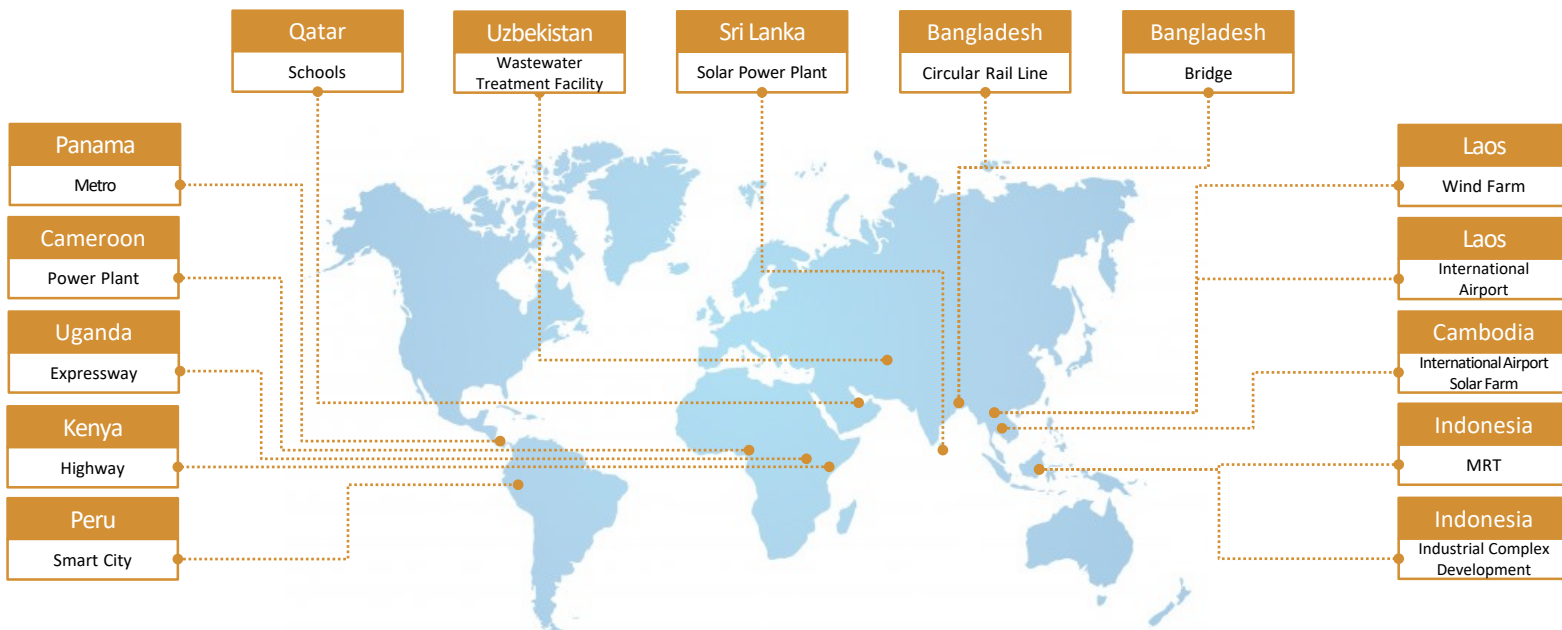 Qatar
Schools
Uzbekistan
Wastewater
Treatment Facility
Sri Lanka
Solar Power Plant
Bangladesh
Circular Rail Line
Bangladesh
Bridge
Panama
Metro
Cameroon
Power Plant
Uganda
Expressway
Kenya
Highway
Peru
Smart City
Laos
Wind Farm
Laos
International
Airport
Cambodia
International Airport
Solar Farm
Indonesia
MRT
Indonesia
Industrial Complex
Development